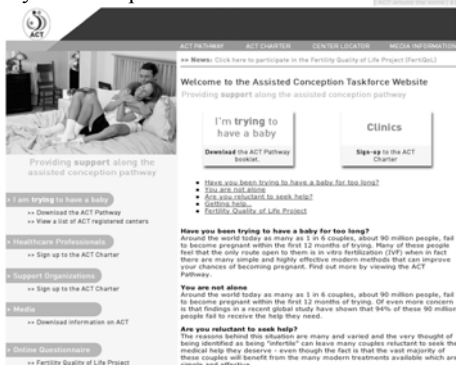 ACT around the world
ACT
ACT PATHWAY
ACT CHARTER
CENTER LOCATOR
MEDIA INFORMATION
»» News: Click here to participate in the Fertility Quality of Life Project (FertiQoL)
Welcome to the Assisted Conception Taskforce Website
Providing support along the assisted conception pathway
I'm trying to
have a baby
Download the ACT Pathway
booklet.
Clinics
Sign-up to the ACT
Charter
Providing support along the
assisted conception pathway
• Have you been trying to have a baby for too long?
• You are not alone
• Are you reluctant to seek help?
• Getting help...
• Fertility Quality of Life Project
» I am trying to have a baby
»» Download the ACT Pathway
»» View a list of ACT registered centers
» Healthcare Professionals
»» Sign up to the ACT Charter
» Support Organizations
»» Sign up to the ACT Charter
» Media
»» Download information on ACT
» Online Questionnaire
»» Fertility Quality of Life Project
Have you been trying to have a baby for too long?
Around the world today as many as 1 in 6 couples, about 90 million people, fail
to become pregnant within the first 12 months of trying. Many of these people
feel that the only route open to them is in vitro fertilization (IVF) when in fact
there are many simple and highly effective modern methods that can improve
your chances of becoming pregnant. Find out more by viewing the ACT
Pathway.
You are not alone
Around the world today as many as 1 in 6 couples, about 90 million people, fail
to become pregnant within the first 12 months of trying. Of even more concern
is that findings in a recent global study have shown that 94% of these 90 million
people fail to receive the help they need.
Are you reluctant to seek help?
The reasons behind this situation are many and varied and the very thought of
being identified as being "infertile" can leave many couples reluctant to seek the
medical help they deserve - even though the fact is that the vast majority of
these couples will benefit from the many modern treatments available which are
simple and effective